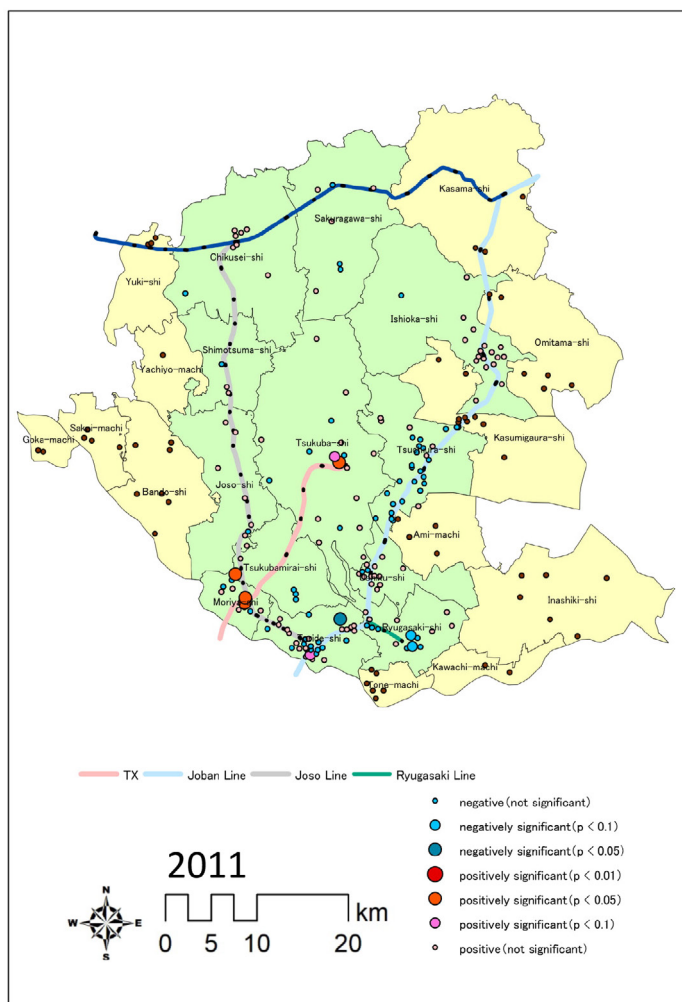 Kasama-shi
Sakuragawa-shi
Chikusei-shi
Yuki-shi
Ishioka-shi
Omitama-shi
Shimotsuma-shi
Yachiyo-machi
Sakai-machi
Goka-machi
Tsukuba-shi
Kasumigaura-shi
Joso-shi
Bando-shi
Ami-machi
Tsukubamirai-shi
Inashiki-shi
Ryugasaki-shi
Kawachi-machi
Tone-machi
TX Joban Line Joso Line Ryugasaki Line
negative(not significant)
negatively significant(p < 0.1)
negatively significant(p < 0.05)
positively significant(p < 0.01)
positively significant(p < 0.05)
positively significant(p < 0.1)
positive(not significant)
2011
N
W E
S
km
0 5 10 20